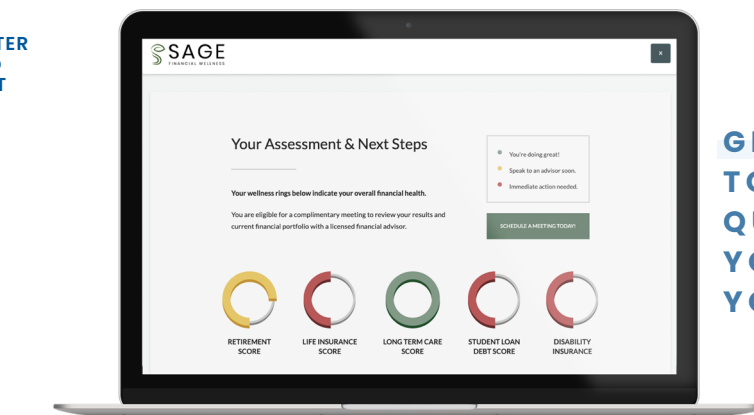 SAGE
FINANCIAL WELLNESS
x
Your Assessment & Next Steps
You're doing great!
Speak to an advisor soon.
Immediate action needed.
Your wellness rings below indicate your overall financial health.
You are eligible for a complimentary meeting to review your results and
current financial portfolio with a licensed financial advisor.
SCHEDULE A MEETING TODAY!
RETIREMENT
SCORE
LIFE INSURANCE
SCORE
LONG TERM CARE
SCORE
STUDENT LOAN
DEBT SCORE
DISABILITY
INSURANCE